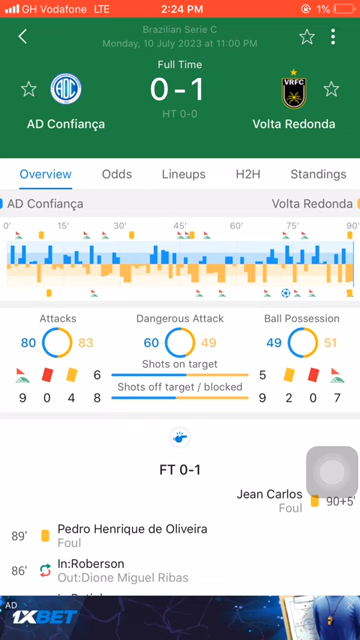 GH Vodafone LTE 2:24 PM 1%
Brazilian Serie C
Monday, 10 July 2023 at 11:00 PM
Full Time
0-1
HT 0-0
ADC
VRFC
AD Confiança
Volta Redonda
Overview Odds Lineups H2H Standings
AD Confiança Volta Redonda
0' 15' 30' 45' 60' 75' 90'
Attacks Dangerous Attack Ball Possession
80 83 60 49 49 51
Shots on target
6 5
Shots off target / blocked
9 0 4 8 9 2 0 7
FT 0-1
Jean Carlos
Foul
90+5'
89' Pedro Henrique de Oliveira
Foul
86' In:Roberson
Out:Dione Miguel Ribas
AD
1XBET